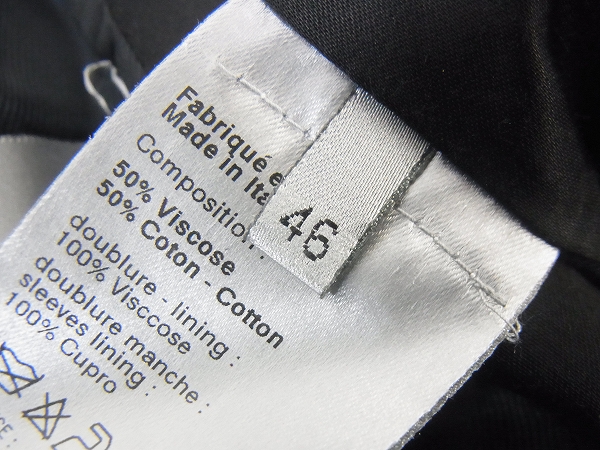 Fabriqué e
Made in Ita
Composition :
50% Viscose
50% Coton - Cotton
doublure - lining :
100% Visccose
doublure manche :
sleeves lining :
100% Cupro
46